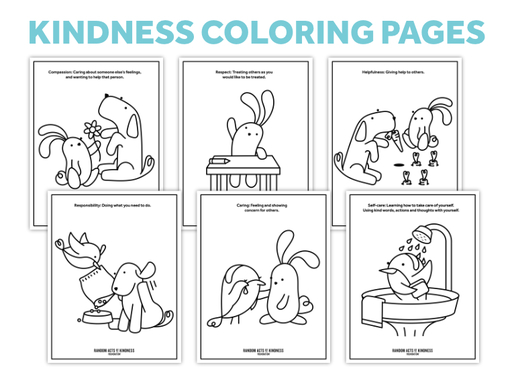 KINDNESS COLORING PAGES
Compassion: Caring about someone else's feelings,
and wanting to help that person.
Respect: Treating others as you
would like to be treated.
Helpfulness: Giving help to others.
Responsibility: Doing what you need to do.
Caring: Feeling and showing
concern for others.
Self-care: Learning how to take care of yourself.
Using kind words, actions and thoughts with yourself.
RANDOM ACTS OF KINDNESS
FOUNDATION
RANDOM ACTS OF KINDNESS
FOUNDATION
RANDOM ACTS OF KINDNESS
FOUNDATION